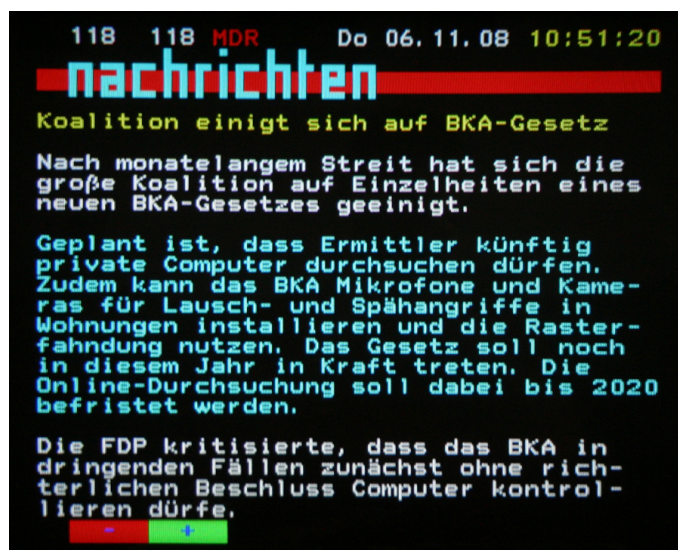 118 118 MDR Do 06.11.08 10:51:20
nachrichten
Koalition einigt sich auf BKA-Gesetz
Nach monatelangem Streit hat sich die
große Koalition auf Einzelheiten eines
neuen BKA-Gesetzes geeinigt.
Geplant ist, dass Ermittler künftig
private Computer durchsuchen dürfen.
Zudem kann das BKA Mikrofone und Kame-
ras für Lausch- und Spähangriffe in
Wohnungen installieren und die Raster-
fahndung nutzen. Das Gesetz soll noch
in diesem Jahr in Kraft treten. Die
Online-Durchsuchung soll dabei bis 2020
befristet werden.
Die FDP kritisierte, dass das BKA in
dringenden Fällen zunächst ohne rich-
terlichen Beschluss Computer kontrol-
lieren dürfe.
- +